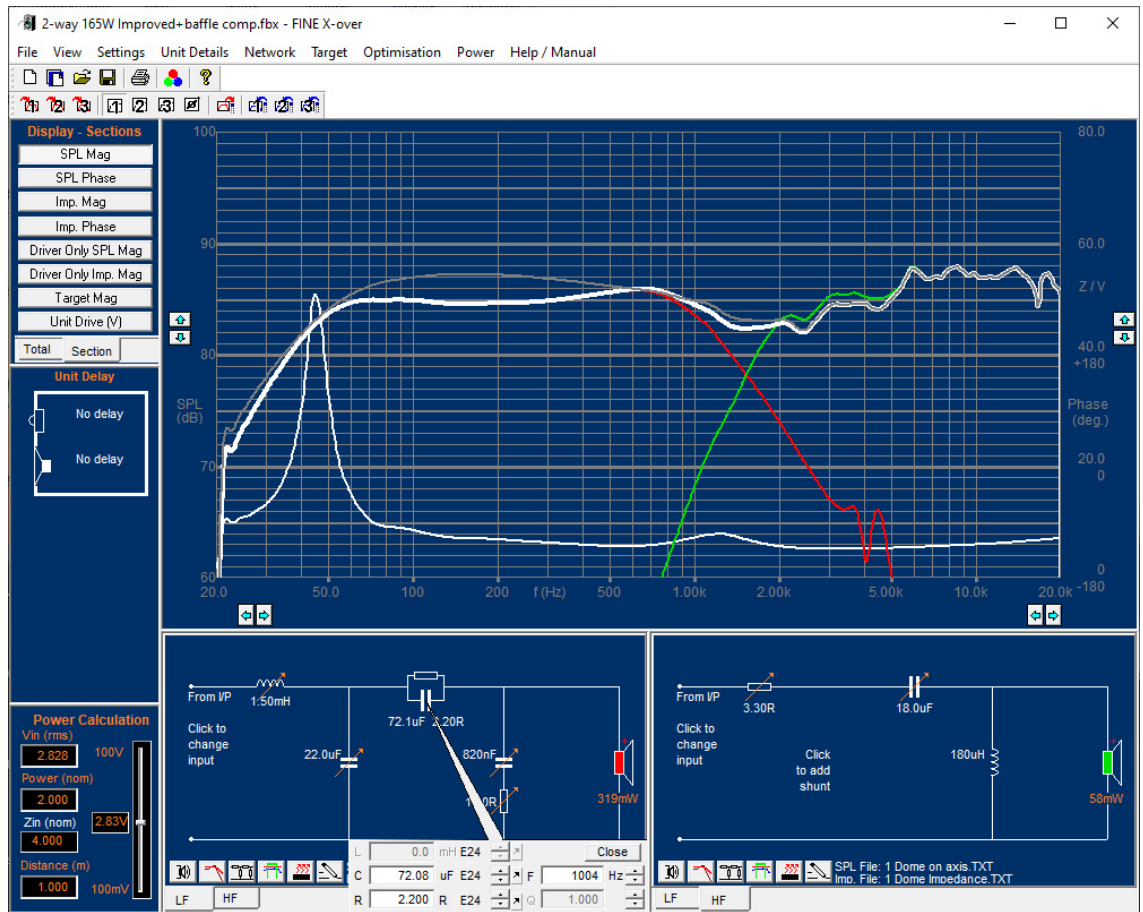 2-way 165W Improved+baffle comp.fbx - FINE X-over
File View Settings Unit Details Network Target Optimisation Power Help / Manual
Display - Sections
SPL Mag
SPL Phase
Imp. Mag
Imp. Phase
Driver Only SPL Mag
Driver Only Imp. Mag
Target Mag
Unit Drive (V)
Total Section
Unit Delay
No delay
No delay
Power Calculation
Vin (rms)
2.828 100V
Power (nom)
2.000
Zin (nom) 2.83V
4.000
Distance (m)
1.000 100mV
100 80.0
90 60.0
Z / V
80 40.0
+180
SPL Phase
(dB) (deg.)
70 20.0
0
60 0
-180
20.0 50.0 100 200 f (Hz) 500 1.00k 2.00k 5.00k 10.0k 20.0k
From I/P
1.50mH
Click to
change
input
72.1uF 2.20R
22.0uF
820nF
319mW
L 0.0 mH E24 Close
C 72.08 uF E24 F 1004 Hz
R 2.200 R E24 Q 1.000
LF HF
From I/P
3.30R
18.0uF
Click to
change
input
Click
to add
shunt
180uH
58mW
SPL File: 1 Dome on axis.TXT
Imp. File: 1 Dome Impedance.TXT
LF HF